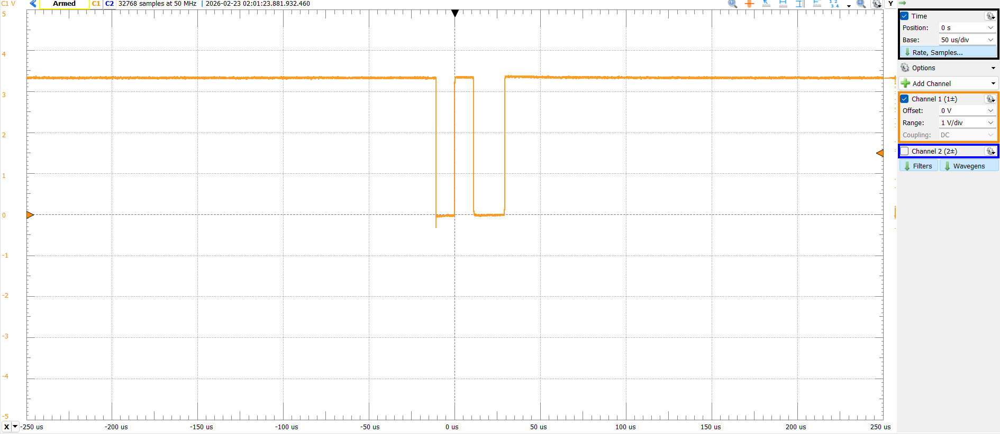 C1 V Armed C1 C2 32768 samples at 50 MHz | 2026-02-23 02:01:23.881.932.460 Y
5
4
3
2
1
0
-1
-2
-3
-4
-5
X -250 us -200 us -150 us -100 us -50 us 0 us 50 us 100 us 150 us 200 us 250 us
Time
Position: 0 s
Base: 50 us/div
Rate, Samples...
Options
Add Channel
Channel 1 (1±)
Offset: 0 V
Range: 1 V/div
Coupling: DC
Channel 2 (2±)
Filters Wavegens